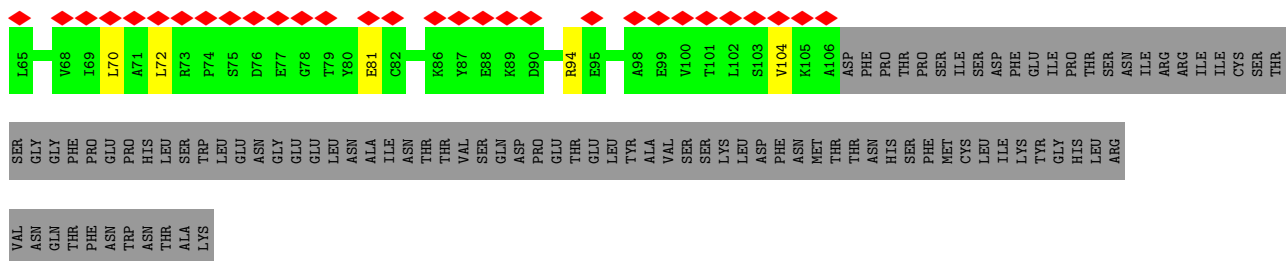 L65 V68 I69 L70 A71 L72 R73 P74 S75 D76 E77 G78 T79 Y80 E81 C82 K86 Y87 E88 K89 D90 R94 E95 A98 E99 V100 T101 L102 S103 V104 K105 A106 ASP PHE PRO THR PRO SER ILE SER ASP PHE GLU ILE PRO THR SER ASN ILE ARG ARG ILE ILE CYS SER THR
SER GLY GLY PHE PRO GLU PRO HIS LEU SER TRP LEU GLU ASN GLY GLU GLU LEU ASN ALA ILE ASN THR THR VAL SER GLN ASP PRO GLU THR GLU LEU TYR ALA VAL SER SER LYS LEU ASP PHE ASN MET THR THR ASN HIS SER PHE MET CYS LEU ILE LYS TYR GLY HIS LEU ARG
VAL ASN GLN THR PHE ASN TRP ASN THR ALA LYS